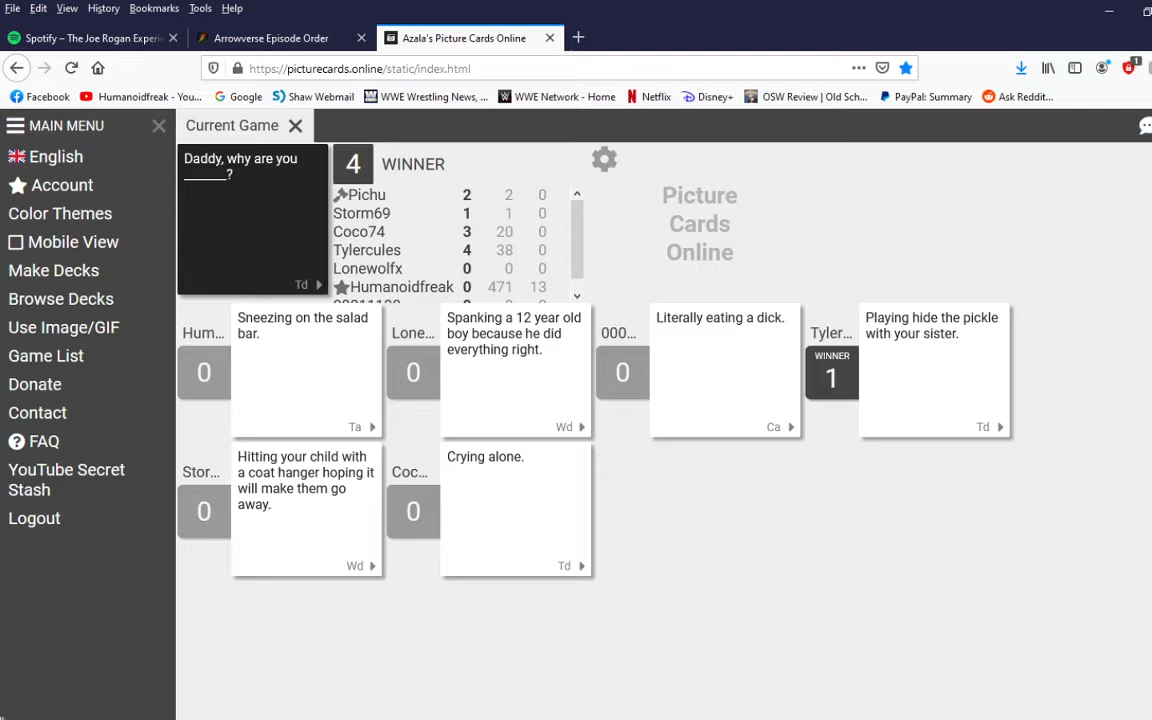 File Edit View History Bookmarks Tools Help
Spotify – The Joe Rogan Experi
Arrowverse Episode Order
Azala's Picture Cards Online
https://picturecards.online/static/index.html
1
Facebook
Humanoidfreak - You...
Google
Shaw Webmail
WWE Wrestling News, ...
WWE Network - Home
Netflix
Disney+
OSW Review | Old Sch...
PayPal: Summary
Ask Reddit...
MAIN MENU
English
Account
Color Themes
Mobile View
Make Decks
Browse Decks
Use Image/GIF
Game List
Donate
Contact
FAQ
YouTube Secret
Stash
Logout
Current Game
Daddy, why are you
______?
Td
4 WINNER
Pichu 2 2 0
Storm69 1 1 0
Coco74 3 20 0
Tylercules 4 38 0
Lonewolfx 0 0 0
Humanoidfreak 0 471 13
Picture
Cards
Online
Hum...
0
Sneezing on the salad
bar.
Ta
Lone...
0
Spanking a 12 year old
boy because he did
everything right.
Wd
000...
0
Literally eating a dick.
Ca
Tyler...
WINNER
1
Playing hide the pickle
with your sister.
Td
Stor...
0
Hitting your child with
a coat hanger hoping it
will make them go
away.
Wd
Coc...
0
Crying alone.
Td